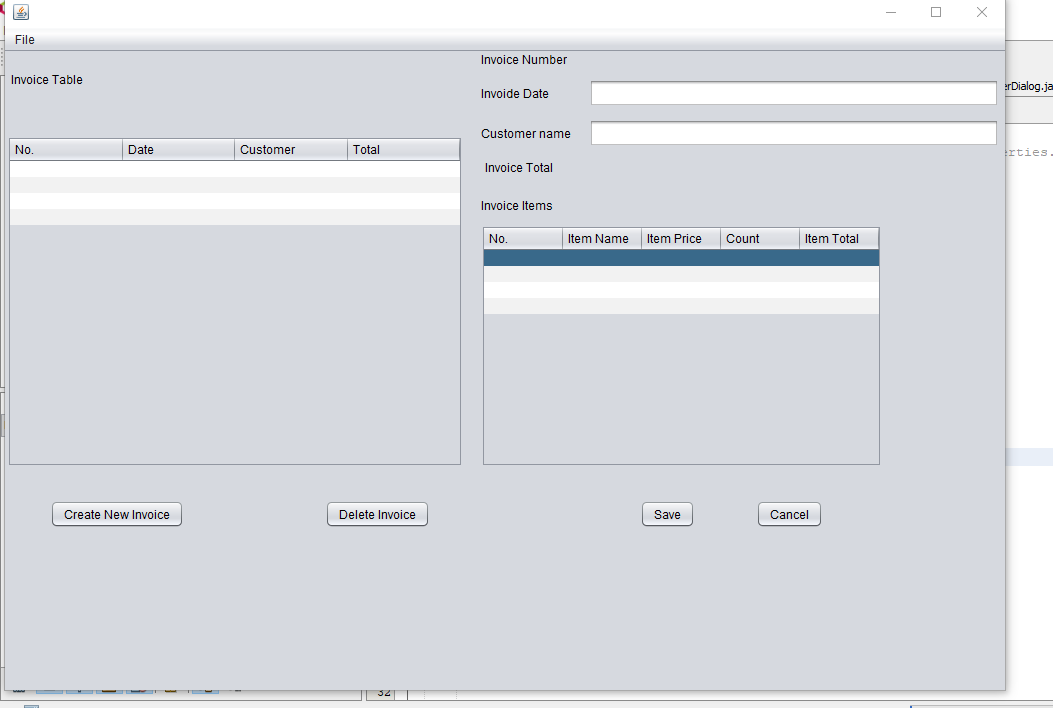 File
Invoice Table
No. Date Customer Total
Create New Invoice Delete Invoice
Invoice Number
Invoide Date
Customer name
Invoice Total
Invoice Items
No. Item Name Item Price Count Item Total
Save Cancel
erDialog.ja
erties.
32